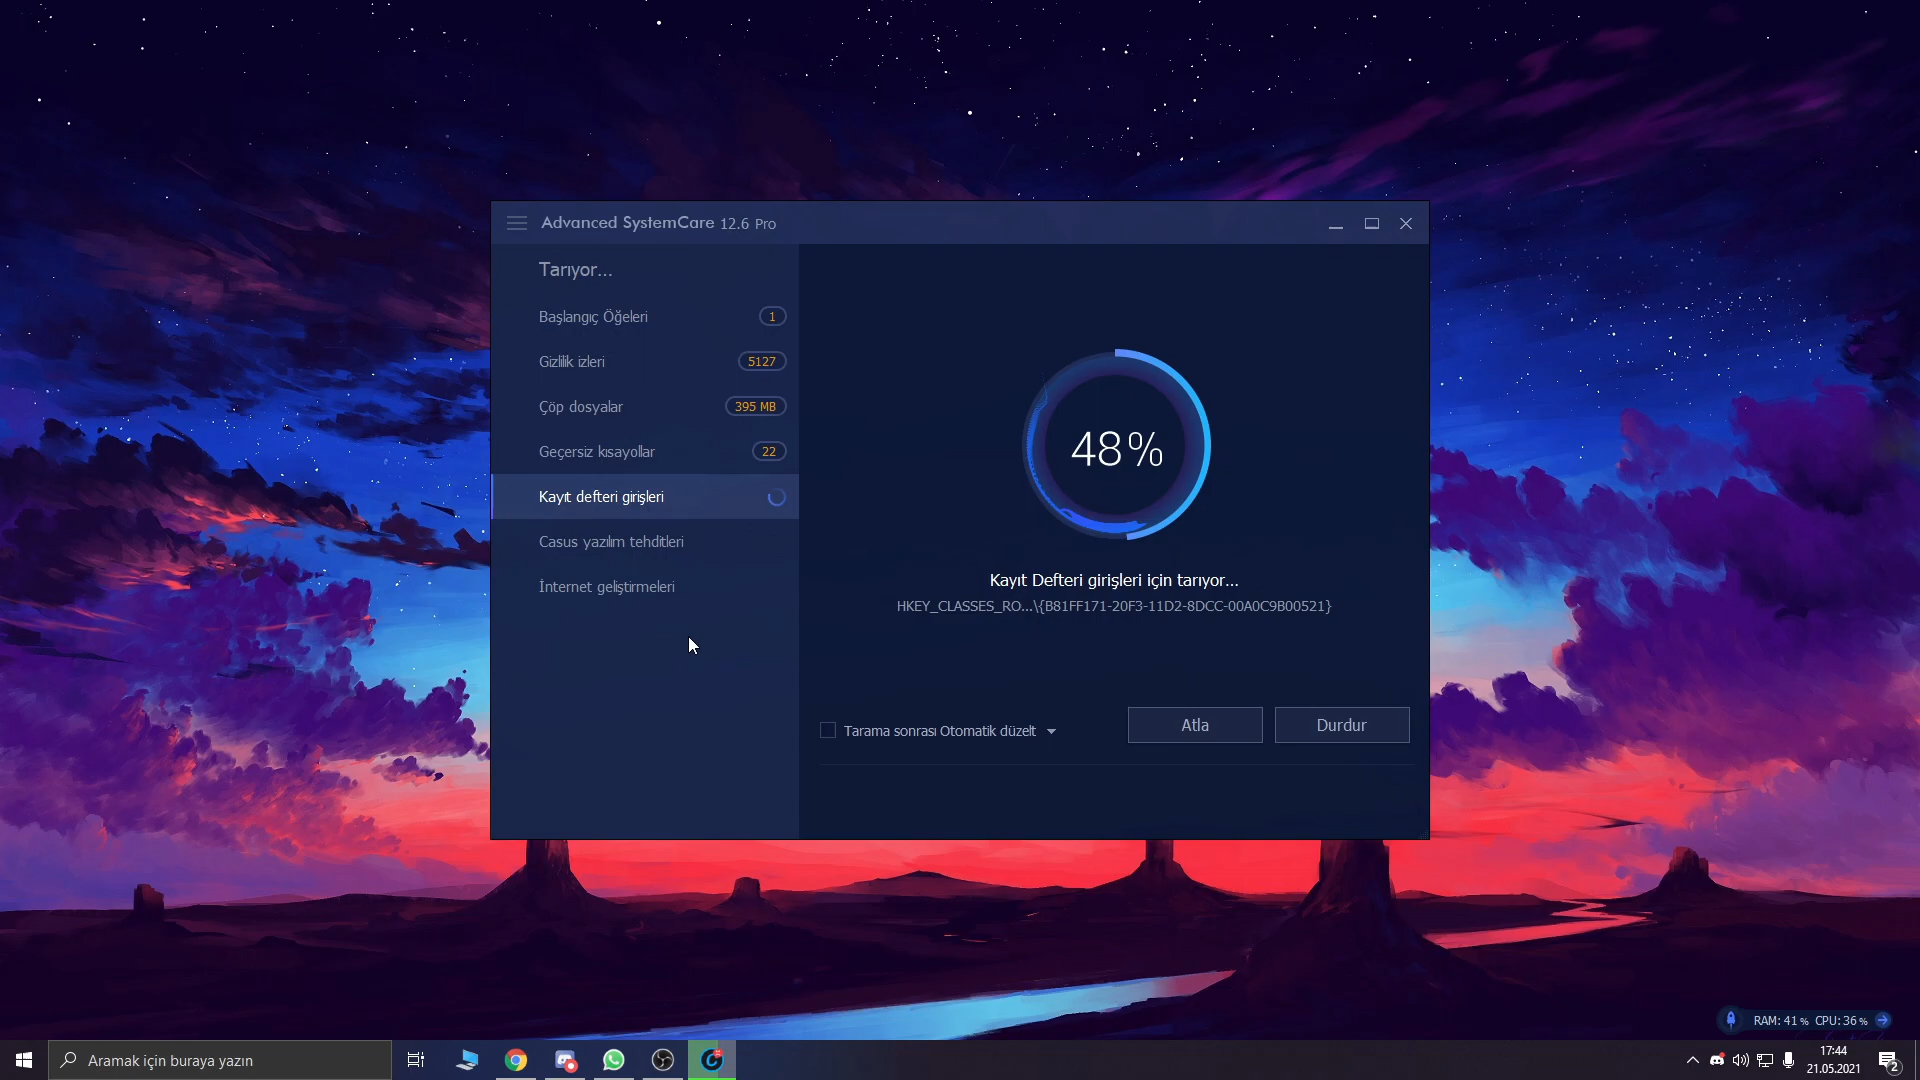 Advanced SystemCare 12.6 Pro
Tarıyor...
Başlangıç Öğeleri 1
Gizlilik izleri 5127
Çöp dosyalar 395 MB
Geçersiz kısayollar 22
Kayıt defteri girişleri
Casus yazılım tehditleri
İnternet geliştirmeleri
48%
Kayıt Defteri girişleri için tarıyor...
HKEY_CLASSES_RO...\{B81FF171-20F3-11D2-8DCC-00A0C9B00521}
Tarama sonrası Otomatik düzelt
Atla
Durdur
RAM: 41% CPU: 36%
Aramak için buraya yazın
17:44
21.05.2021
2